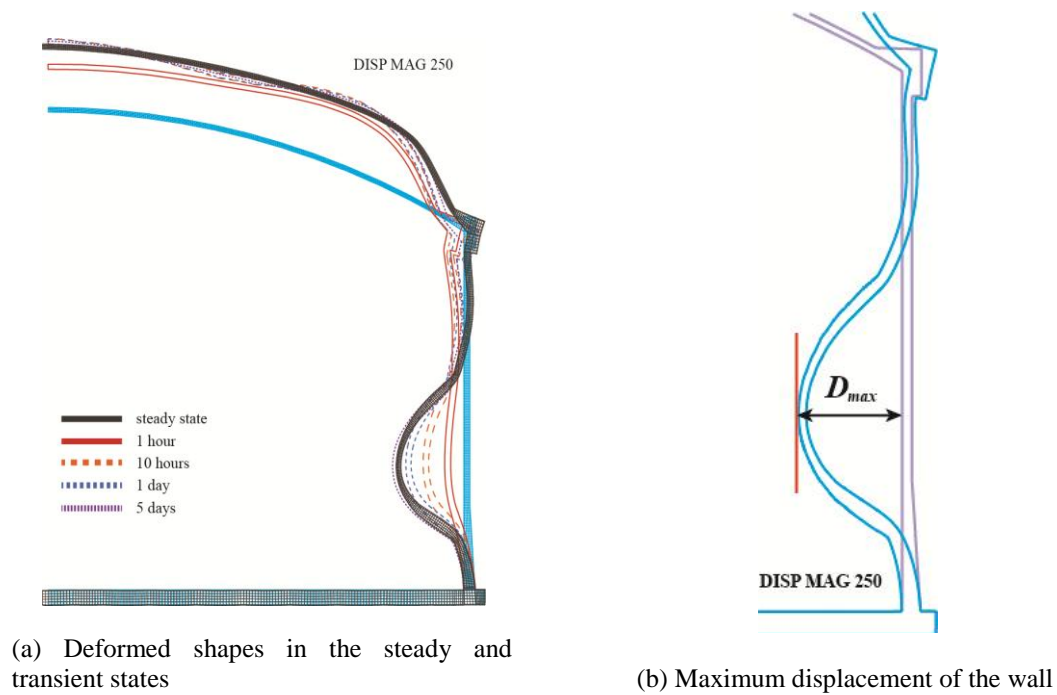 DISP MAG 250
steady state
1 hour
10 hours
1 day
5 days
(a) Deformed shapes in the steady and
transient states
D max
DISP MAG 250
(b) Maximum displacement of the wall